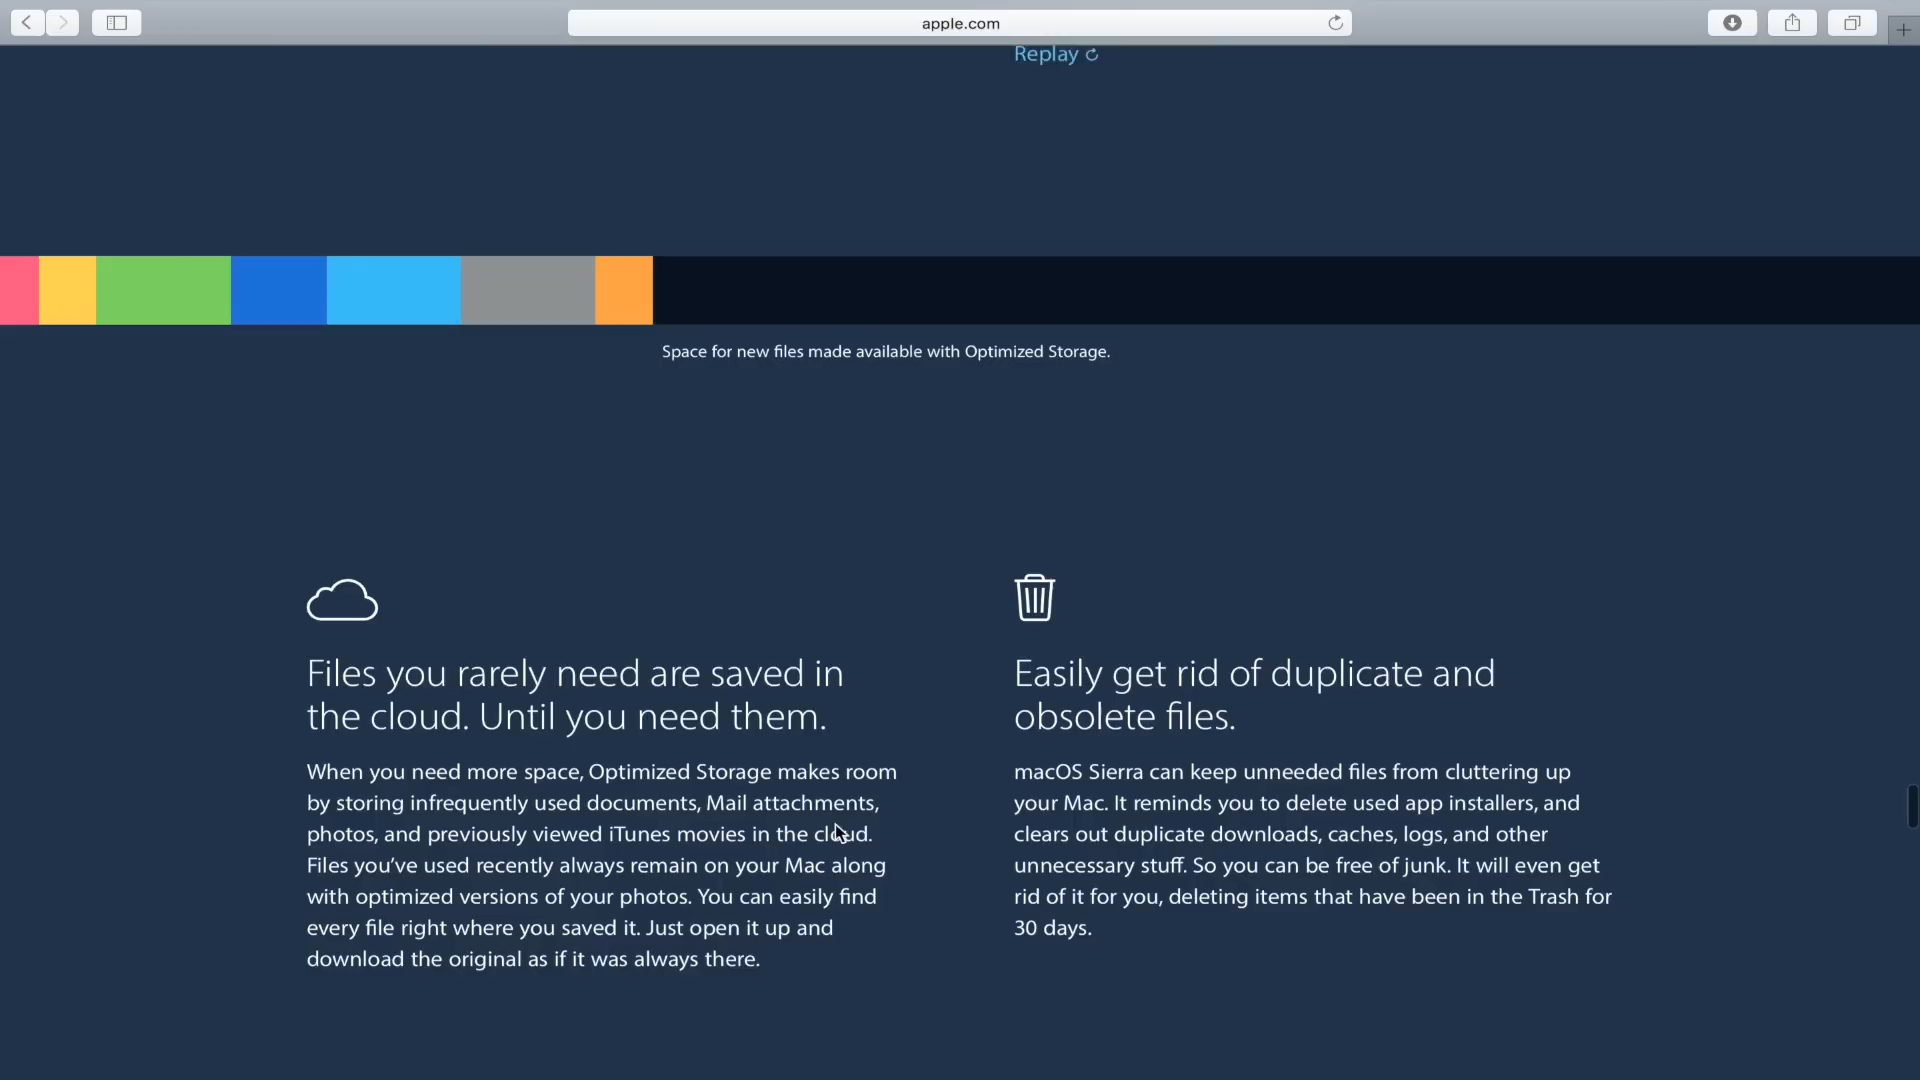 apple.com
Replay
Space for new files made available with Optimized Storage.
Files you rarely need are saved in
the cloud. Until you need them.
When you need more space, Optimized Storage makes room
by storing infrequently used documents, Mail attachments,
photos, and previously viewed iTunes movies in the cloud.
Files you’ve used recently always remain on your Mac along
with optimized versions of your photos. You can easily find
every file right where you saved it. Just open it up and
download the original as if it was always there.
Easily get rid of duplicate and
obsolete files.
macOS Sierra can keep unneeded files from cluttering up
your Mac. It reminds you to delete used app installers, and
clears out duplicate downloads, caches, logs, and other
unnecessary stuff. So you can be free of junk. It will even get
rid of it for you, deleting items that have been in the Trash for
30 days.